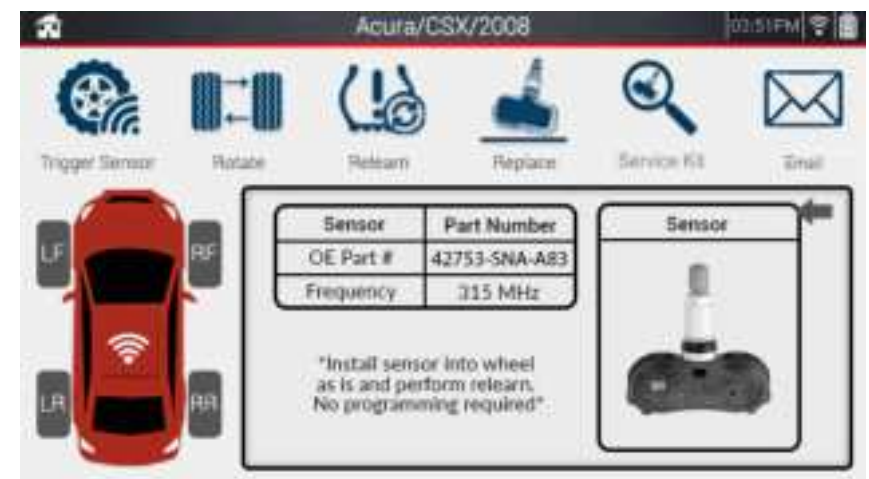 Acura/CSX/2008
03:51PM
Trigger Sensor
Rotate
Relearn
Replace
Service Kit
Email
LF
RF
LR
RR
Sensor Part Number
OE Part # 42753-SNA-A83
Frequency 315 MHz
Sensor
*Install sensor into wheel
as is and perform relearn.
No programming required*